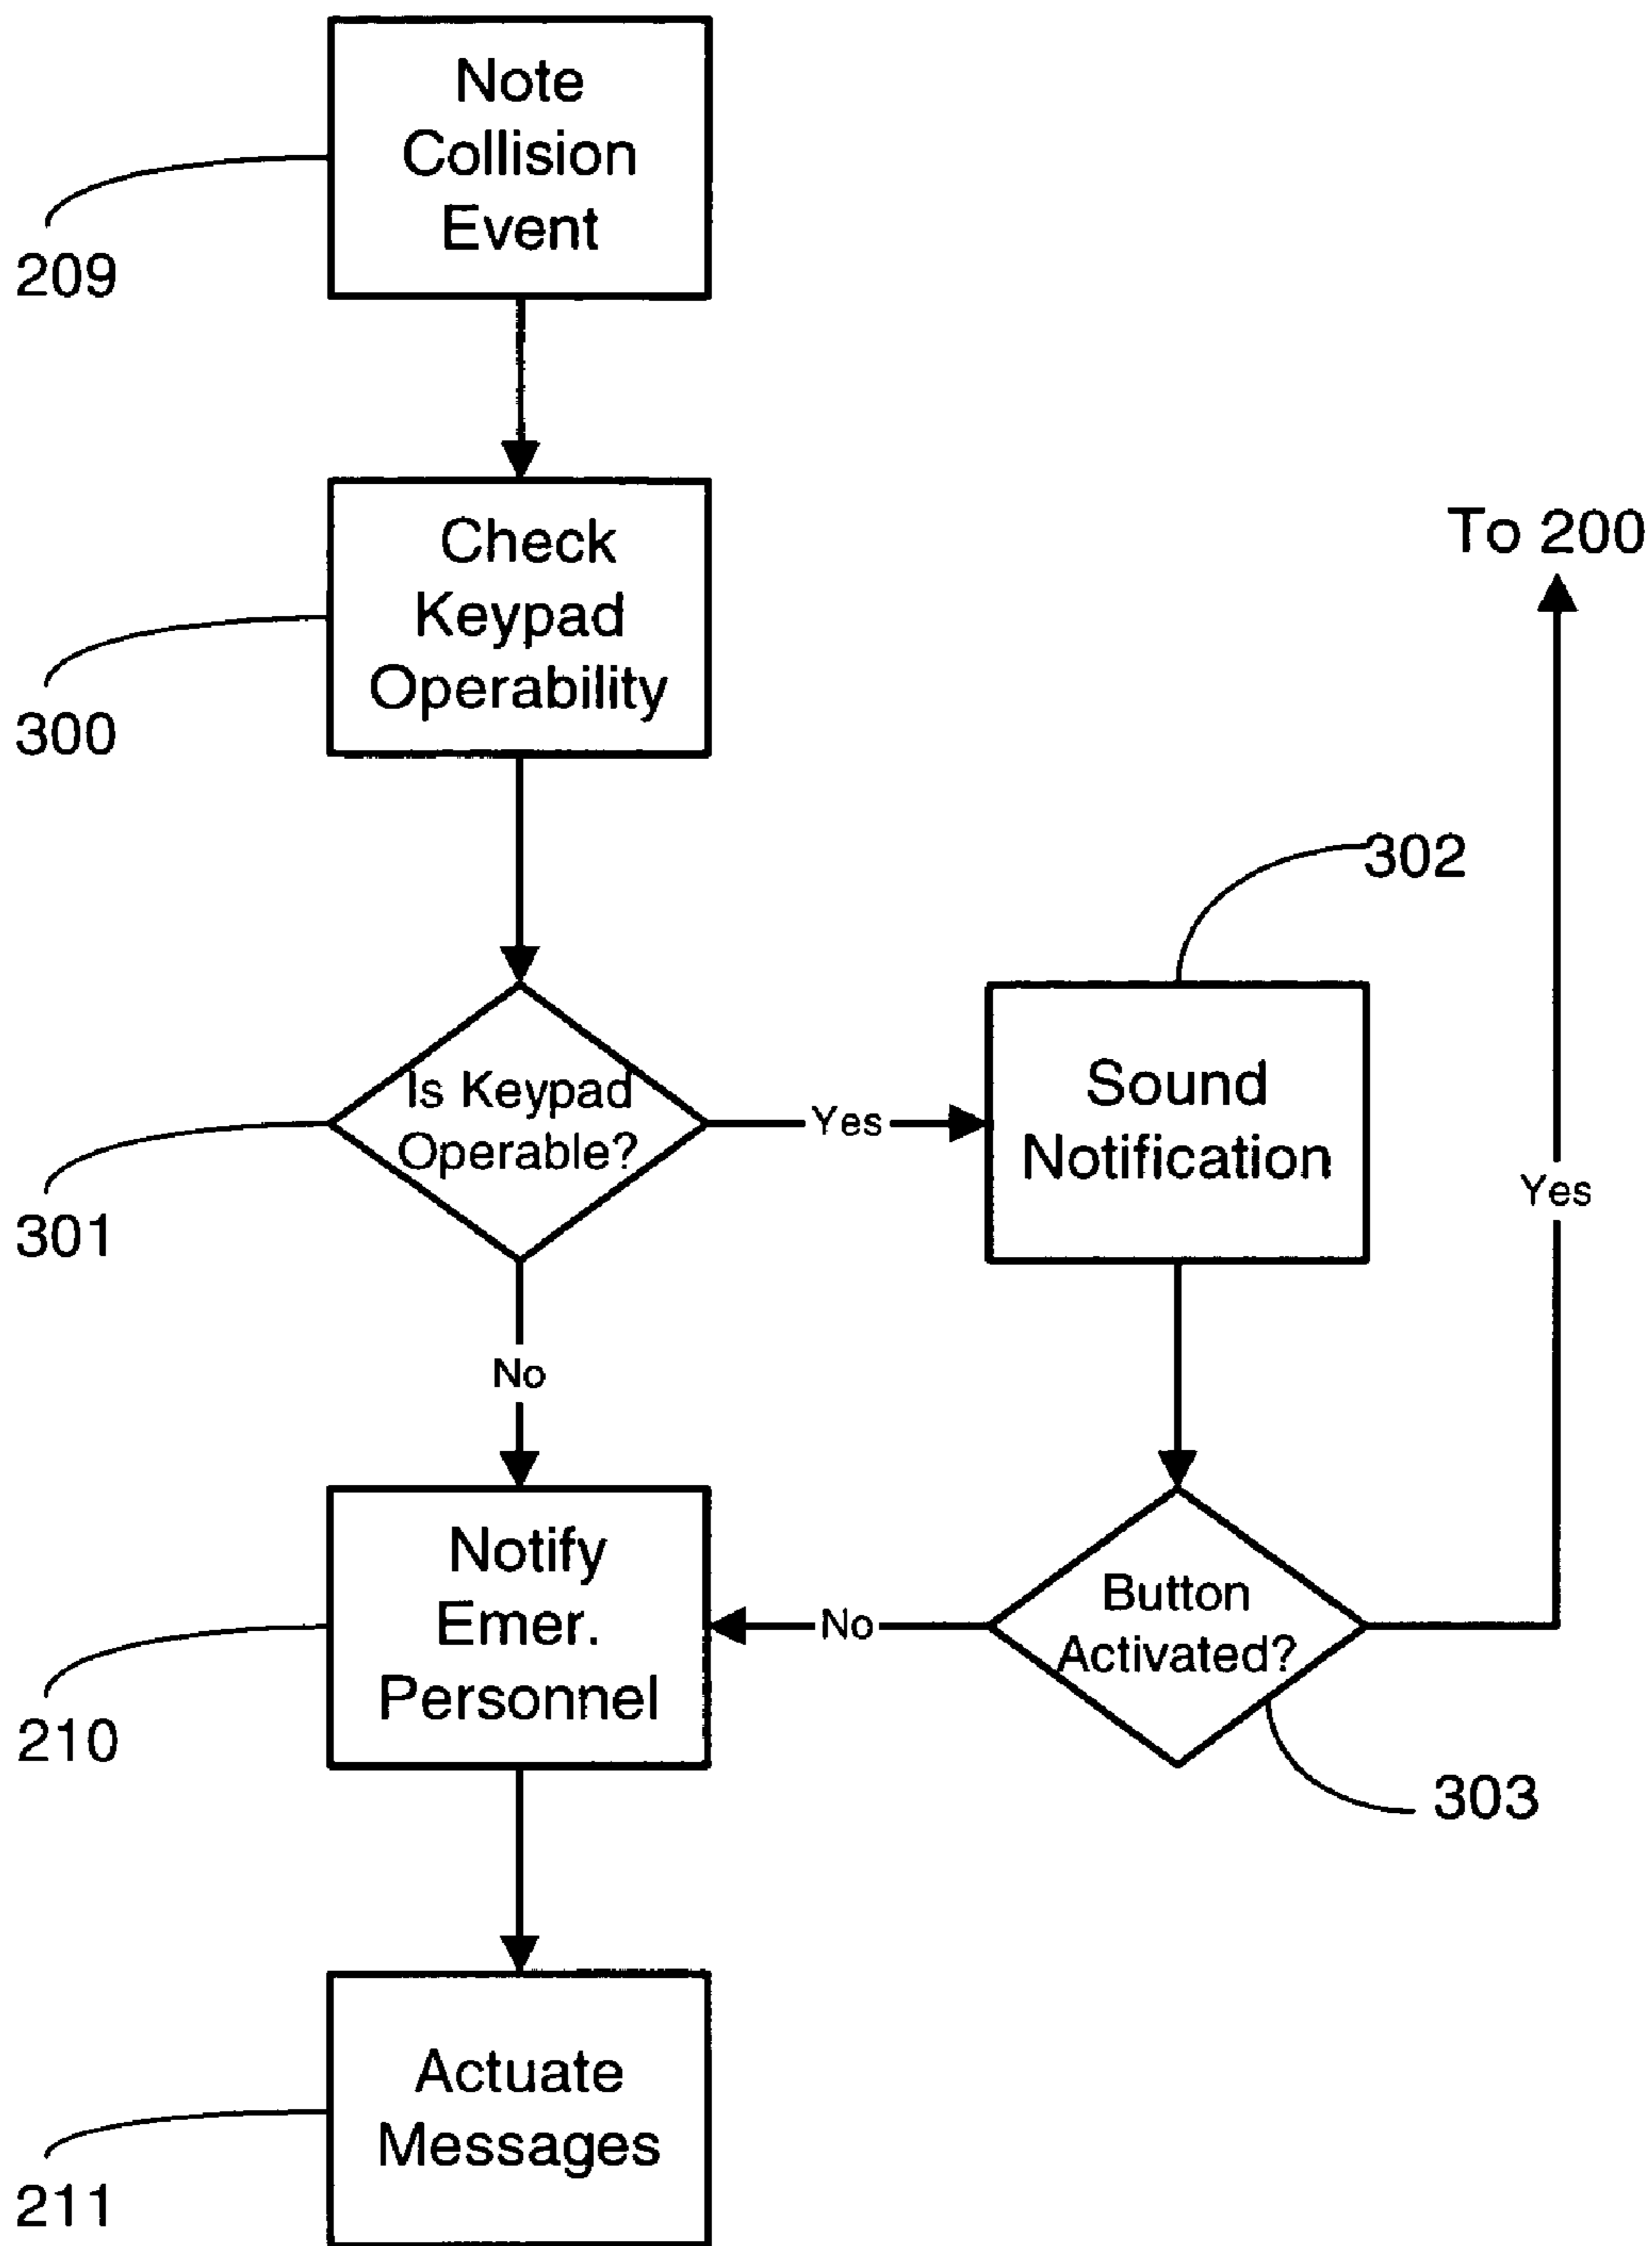 Note
Collision
Event
209
Check
Keypad
Operability
300
To 200
302
Is Keypad
Operable?
301
Yes
Sound
Notification
Yes
No
Notify
Emer.
Personnel
210
No
Button
Activated?
303
Actuate
Messages
211